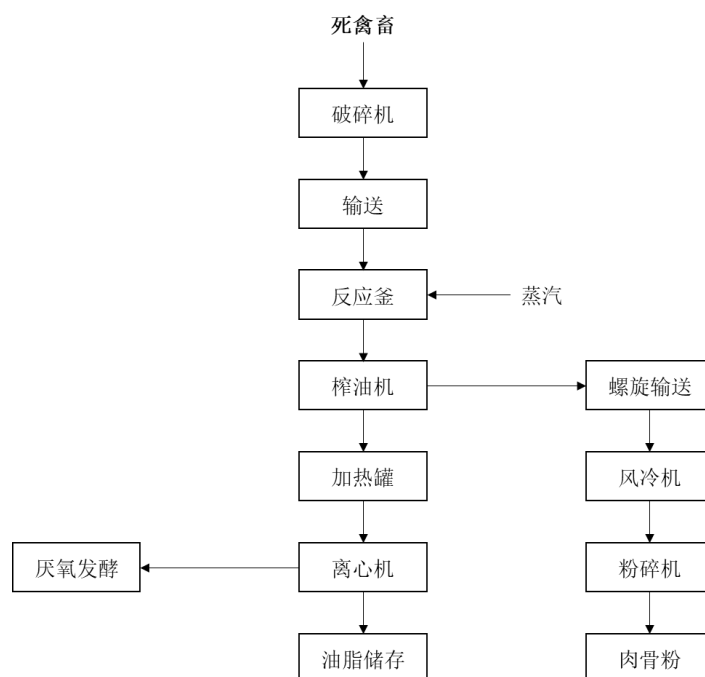 死禽畜
破碎机
输送
反应釜
蒸汽
榨油机
螺旋输送
加热罐
风冷机
厌氧发酵
离心机
粉碎机
油脂储存
肉骨粉